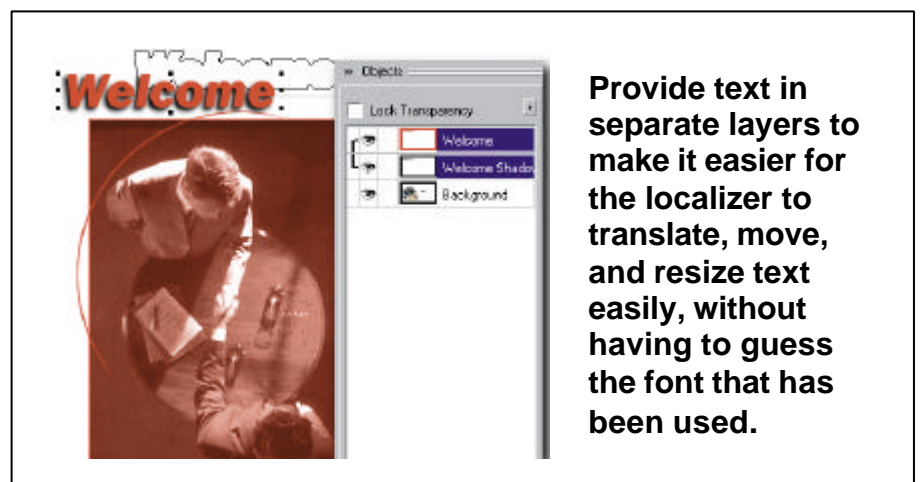 Welcome
Objects
Lock Transparency
Welcome
Welcome Shado
Background
Provide text in
separate layers to
make it easier for
the localizer to
translate, move,
and resize text
easily, without
having to guess
the font that has
been used.